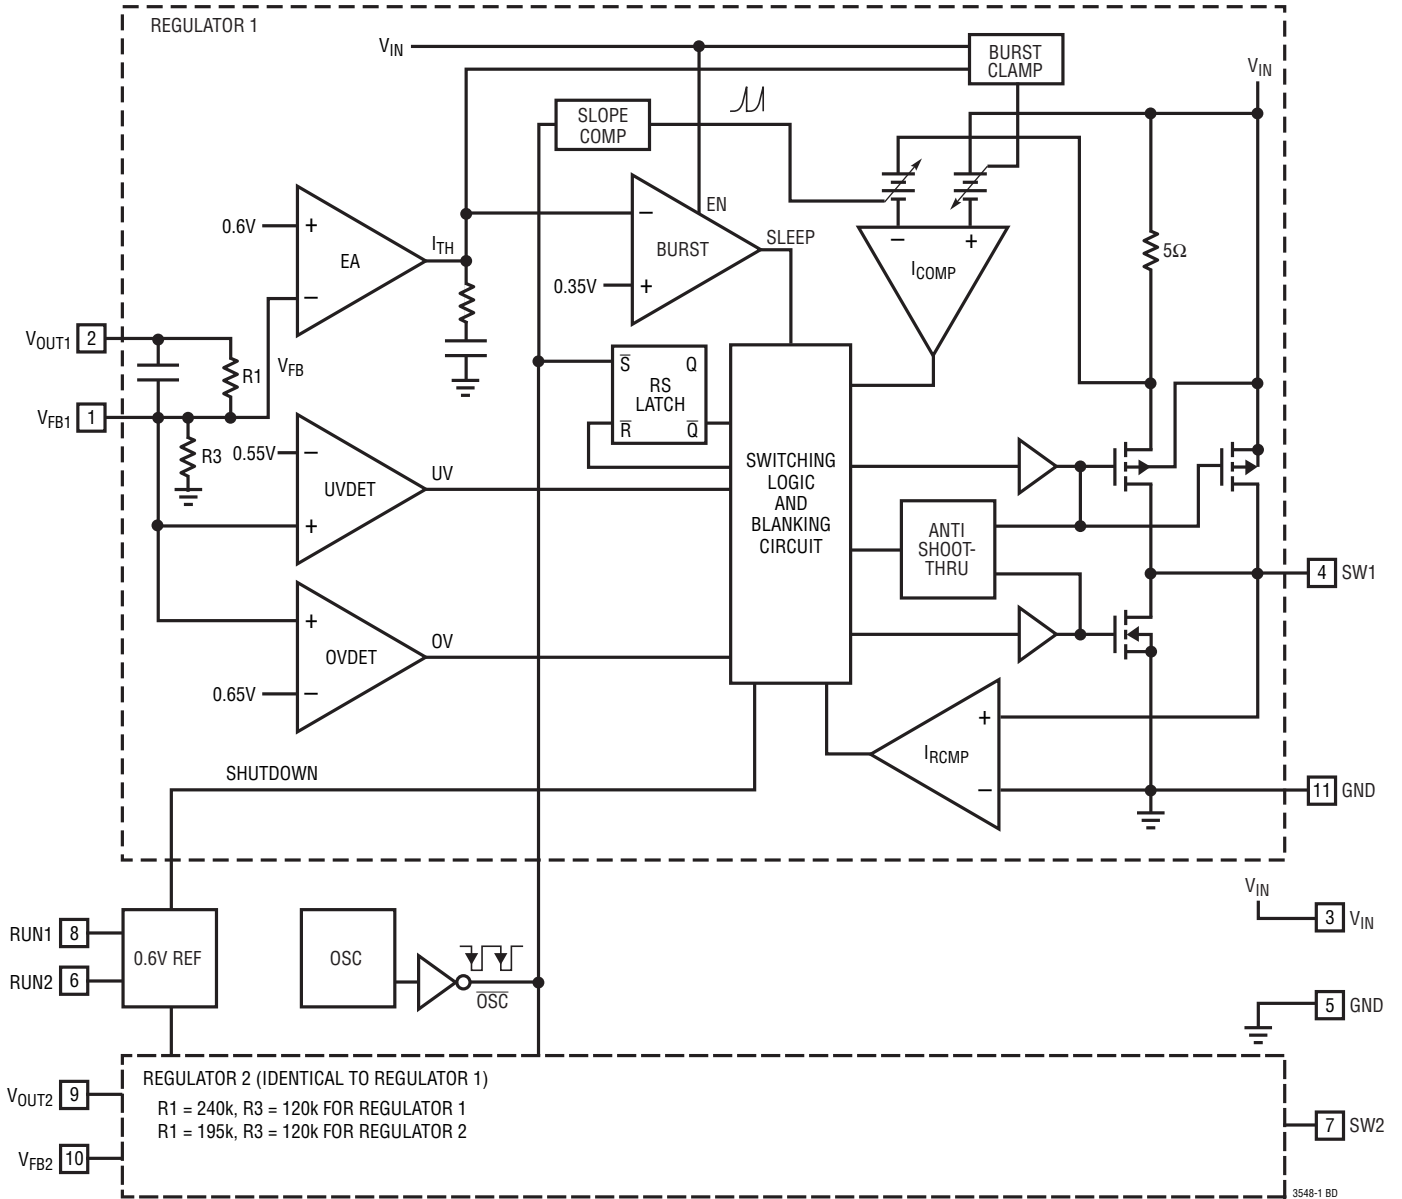 REGULATOR 1
VIN
BURST
CLAMP
VIN
SLOPE
COMP
EN
0.6V
+
EA
−
ITH
−
BURST
+
0.35V
SLEEP
−
+
ICOMP
5Ω
VOUT1
2
R1
VFB
VFB1
1
R3
0.55V
−
UVDET
+
UV
S̅
Q
RS
LATCH
R̅
Q̅
SWITCHING
LOGIC
AND
BLANKING
CIRCUIT
ANTI
SHOOT-
THRU
4
SW1
+
OVDET
−
OV
0.65V
+
IRCMP
−
SHUTDOWN
11
GND
RUN1
8
RUN2
6
0.6V REF
OSC
O̅S̅C̅
VIN
3
VIN
5
GND
VOUT2
9
VFB2
10
REGULATOR 2 (IDENTICAL TO REGULATOR 1)
R1 = 240k, R3 = 120k FOR REGULATOR 1
R1 = 195k, R3 = 120k FOR REGULATOR 2
7
SW2
3548-1 BD